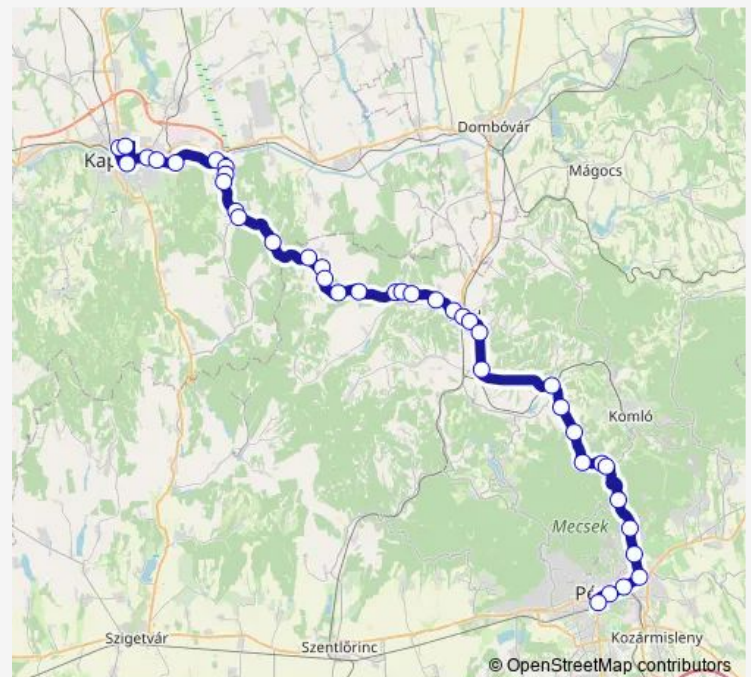 Dombóvár
Kap
Mágocs
Komló
Mecsek
Pé
Szigetvár
Szentlőrinc
Kozármisleny
© OpenStreetMap contributors